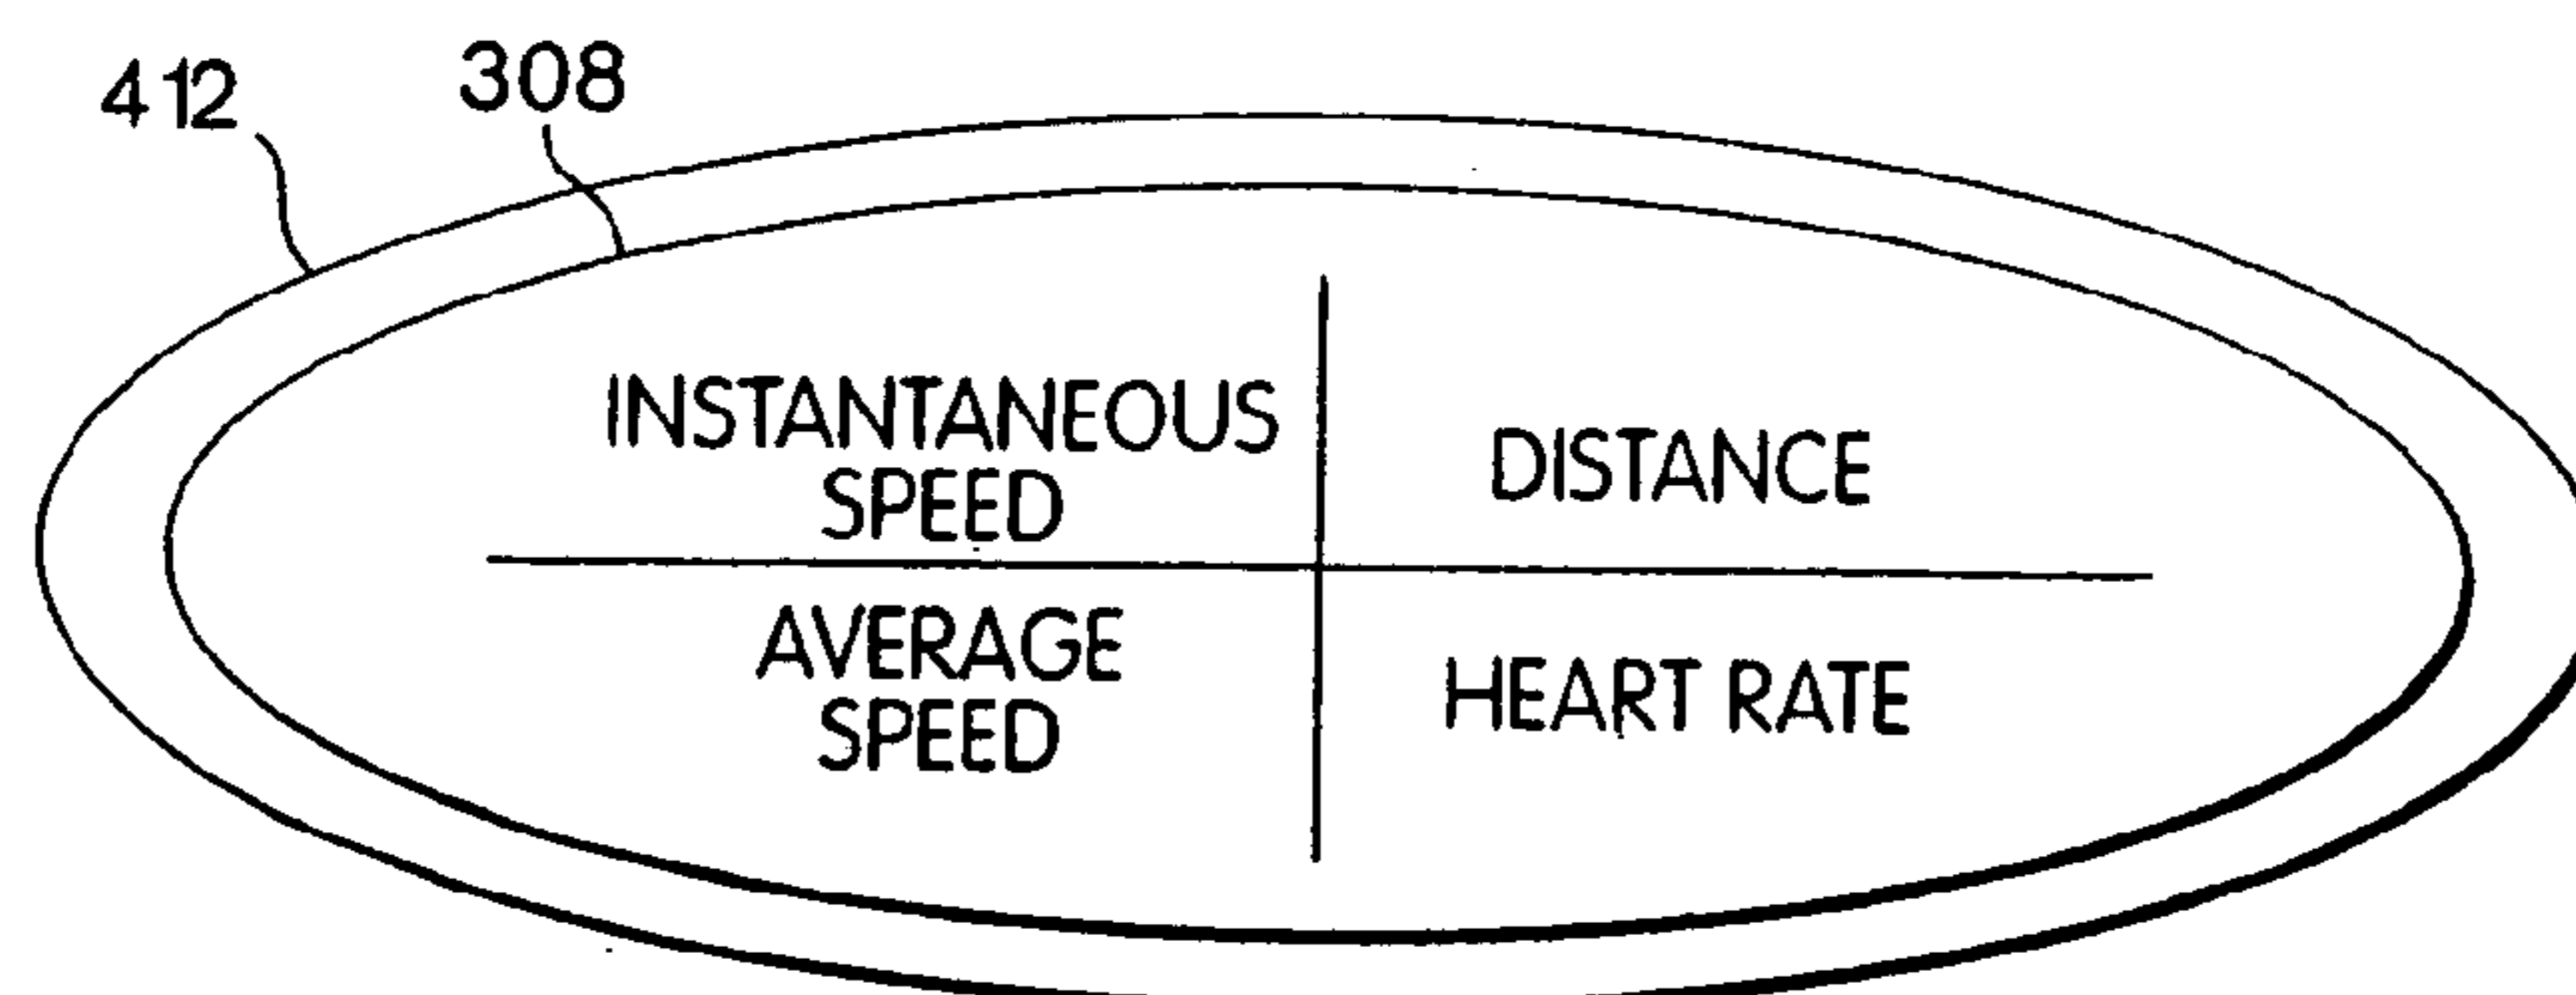 412
308
INSTANTANEOUS
SPEED
DISTANCE
AVERAGE
SPEED
HEART RATE